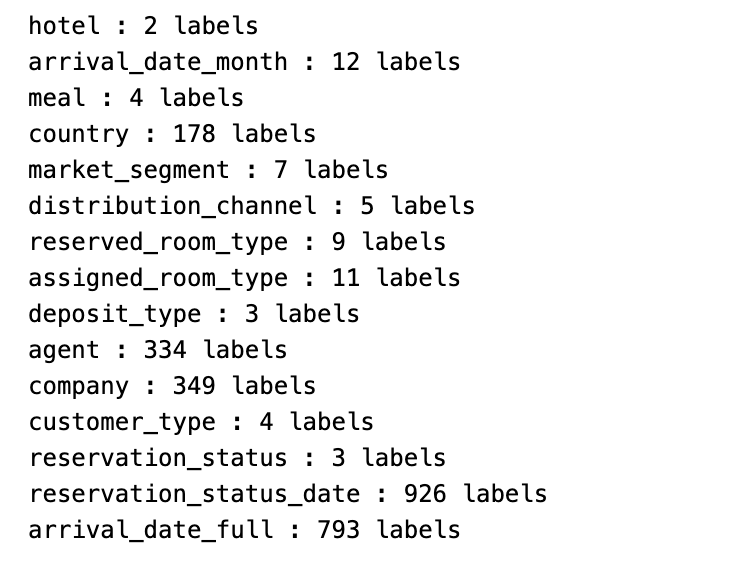 hotel : 2 labels
arrival_date_month : 12 labels
meal : 4 labels
country : 178 labels
market_segment : 7 labels
distribution_channel : 5 labels
reserved_room_type : 9 labels
assigned_room_type : 11 labels
deposit_type : 3 labels
agent : 334 labels
company : 349 labels
customer_type : 4 labels
reservation_status : 3 labels
reservation_status_date : 926 labels
arrival_date_full : 793 labels